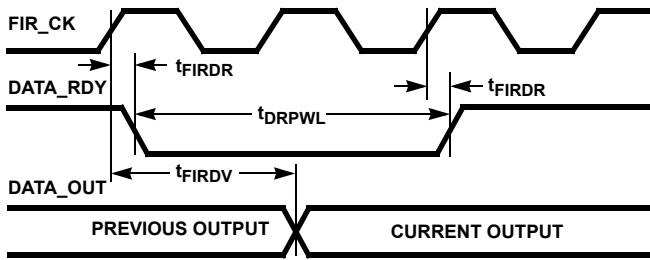 FIR_CK
tFIRDR
DATA_RDY
tFIRDR
tDRPWL
tFIRDV
DATA_OUT
PREVIOUS OUTPUT
CURRENT OUTPUT